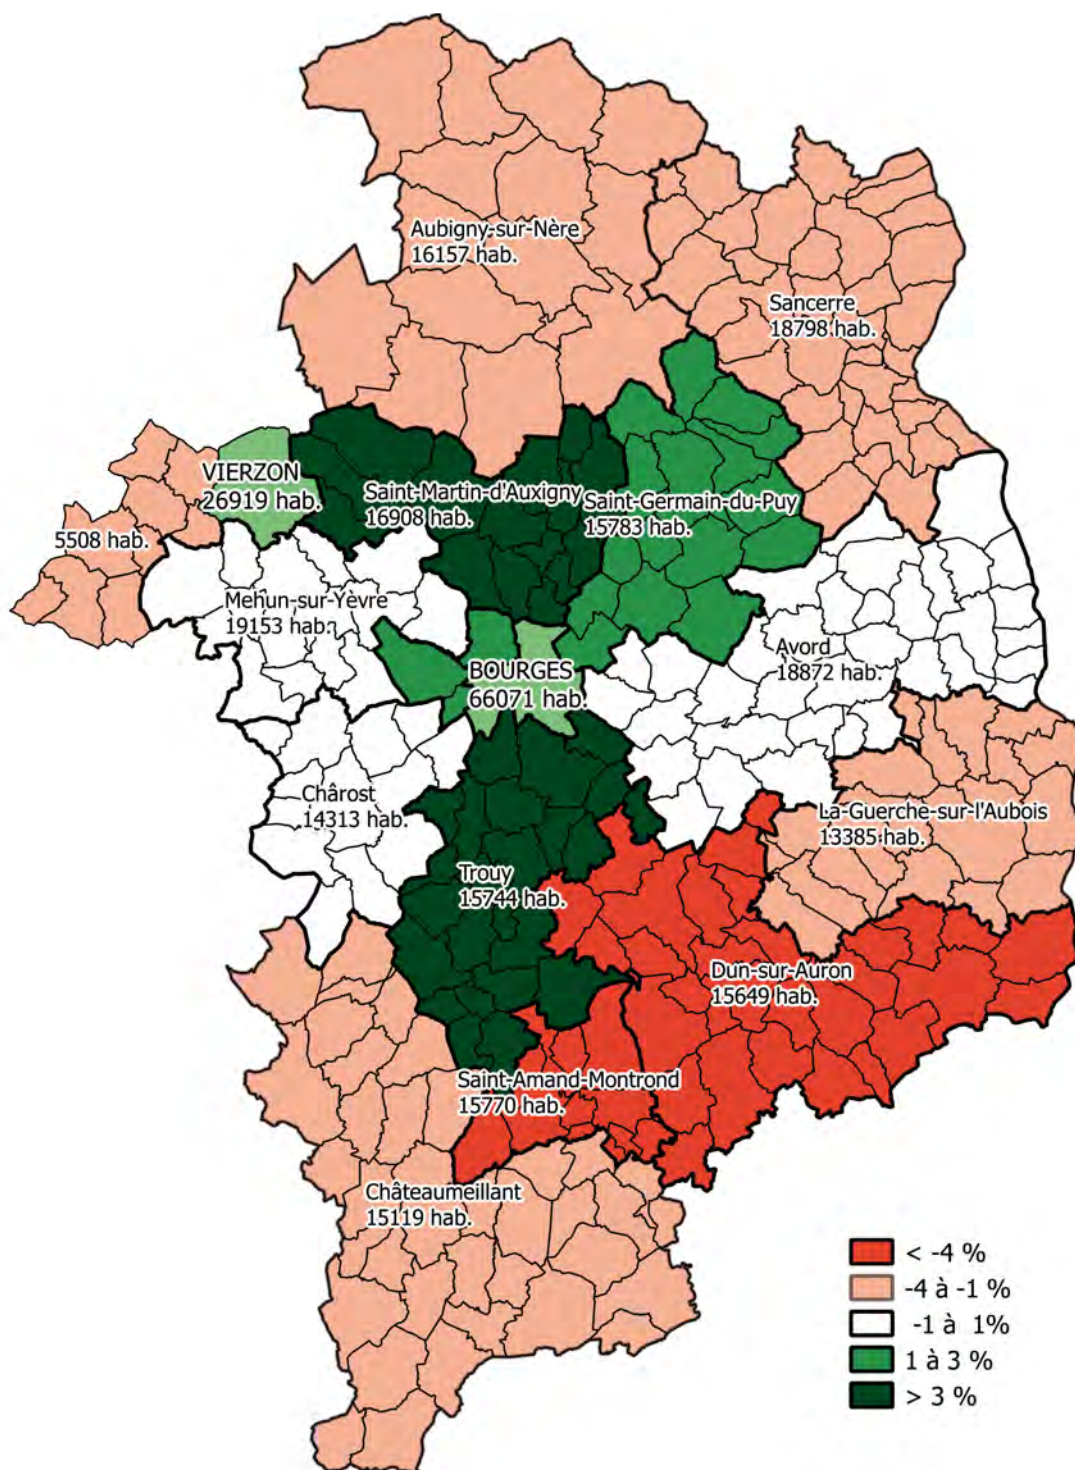 Aubigny-sur-Nère
16157 hab.
Sancerre
18798 hab.
VIERZON
26919 hab.
Saint-Martin-d'Auxigny
16908 hab.
Saint-Germain-du-Puy
15783 hab.
5508 hab.
Mehun-sur-Yèvre
19153 hab.
Avord
18872 hab.
BOURGES
66071 hab.
Chârost
14313 hab.
La-Guerche-sur-l'Aubois
13385 hab.
Trouy
15744 hab.
Dun-sur-Auron
15649 hab.
Saint-Amand-Montrond
15770 hab.
Châteaumeillant
15119 hab.
< -4 %
-4 à -1 %
-1 à 1%
1 à 3 %
> 3 %